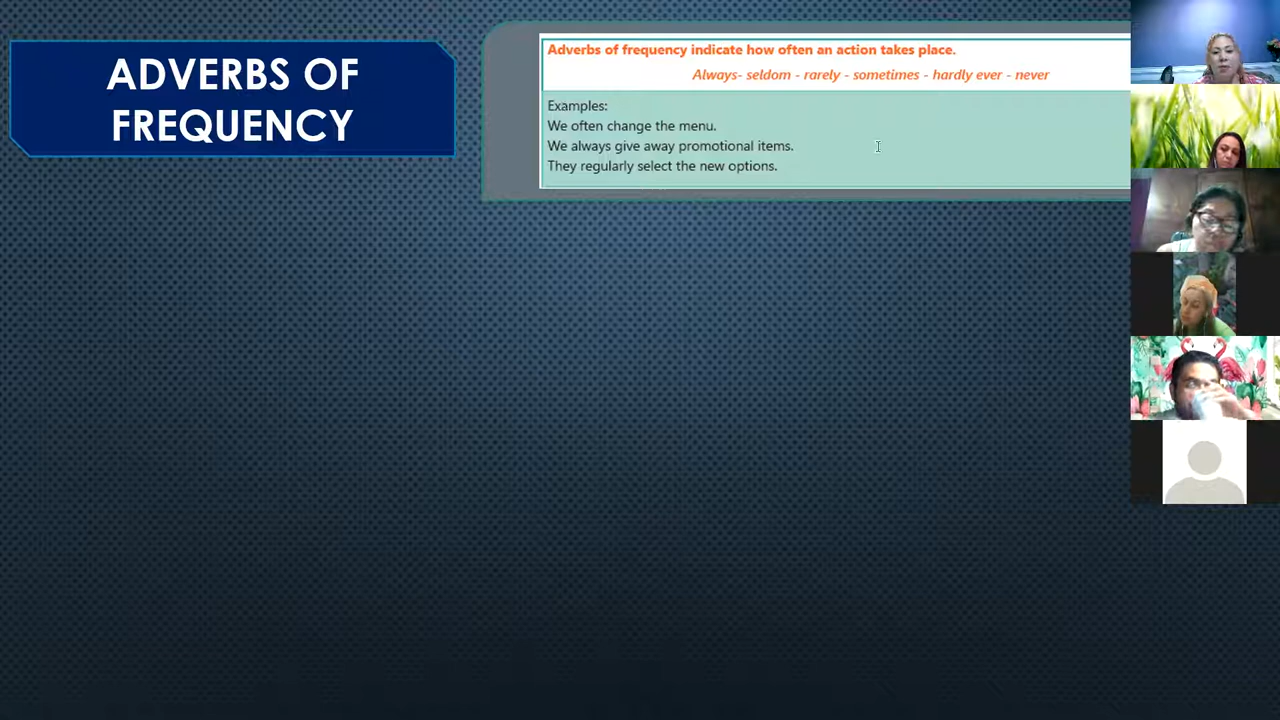 ADVERBS OF
FREQUENCY
Adverbs of frequency indicate how often an action takes place.
Always- seldom - rarely - sometimes - hardly ever - never
Examples:
We often change the menu.
We always give away promotional items.
They regularly select the new options.